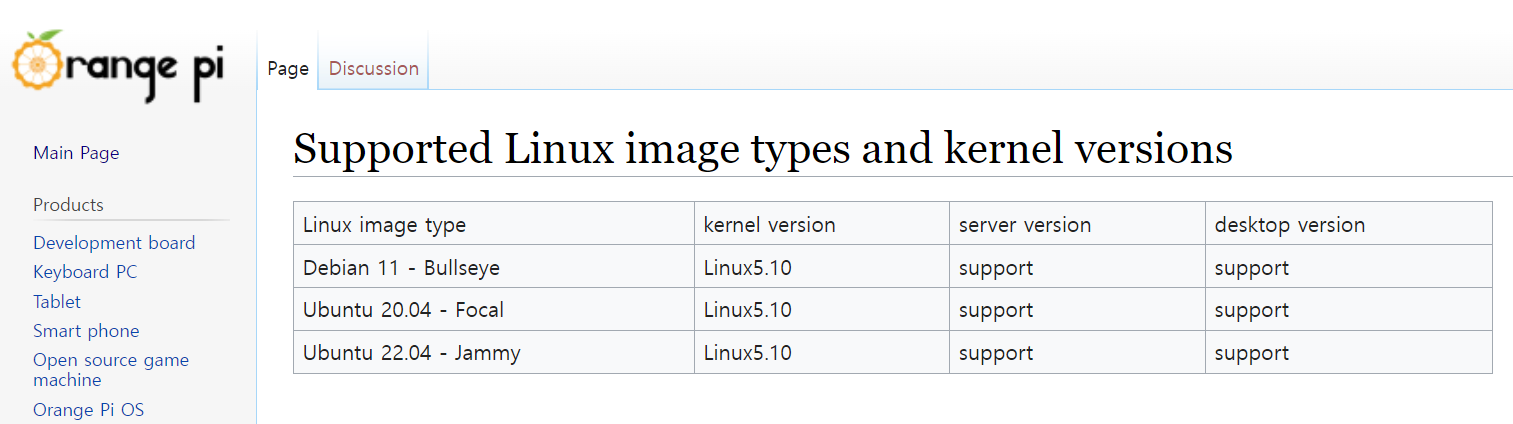 Orange pi
Page
Discussion
Main Page
Products
Development board
Keyboard PC
Tablet
Smart phone
Open source game
machine
Orange Pi OS
Supported Linux image types and kernel versions
Linux image type kernel version server version desktop version
Debian 11 - Bullseye Linux5.10 support support
Ubuntu 20.04 - Focal Linux5.10 support support
Ubuntu 22.04 - Jammy Linux5.10 support support